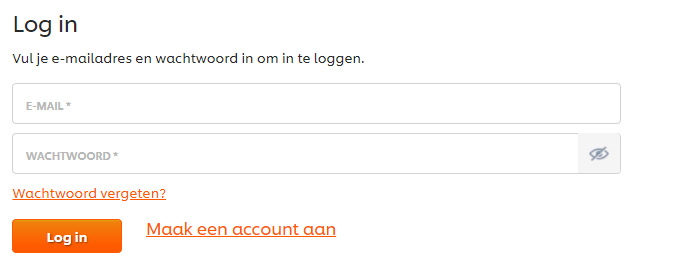 Log in
Vul je e-mailadres en wachtwoord in om in te loggen.
E-MAIL *
WACHTWOORD *
Wachtwoord vergeten?
Log in
Maak een account aan